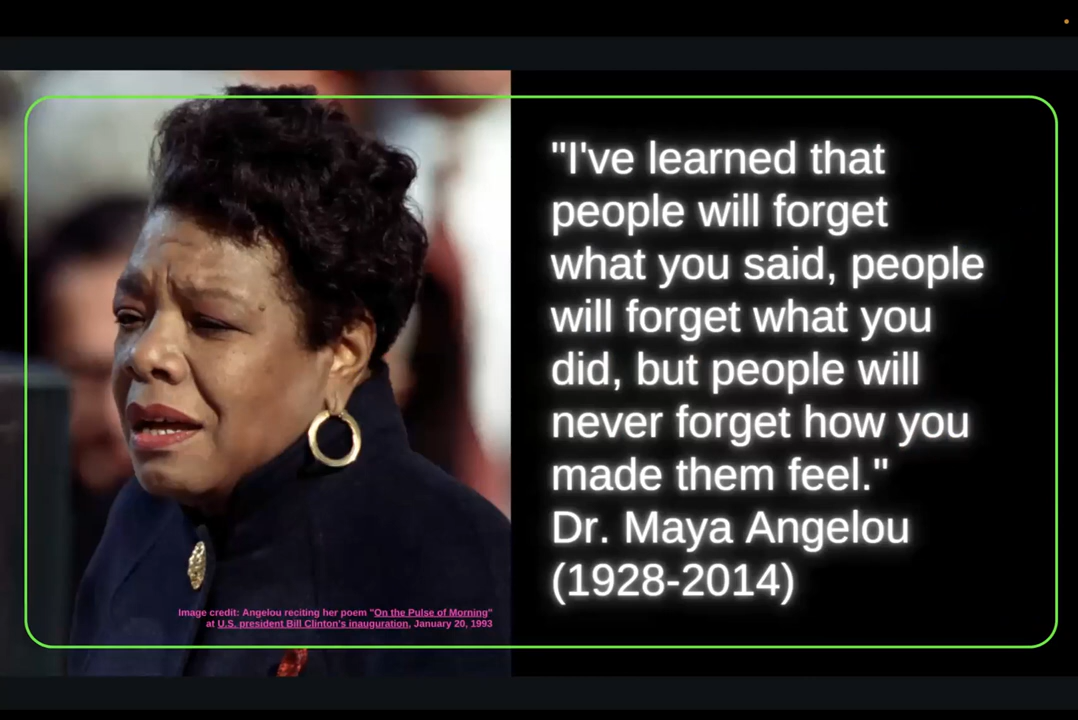 "I've learned that
people will forget
what you said, people
will forget what you
did, but people will
never forget how you
made them feel."
Dr. Maya Angelou
(1928-2014)
Image credit: Angelou reciting her poem "On the Pulse of Morning"
at U.S. president Bill Clinton's inauguration, January 20, 1993